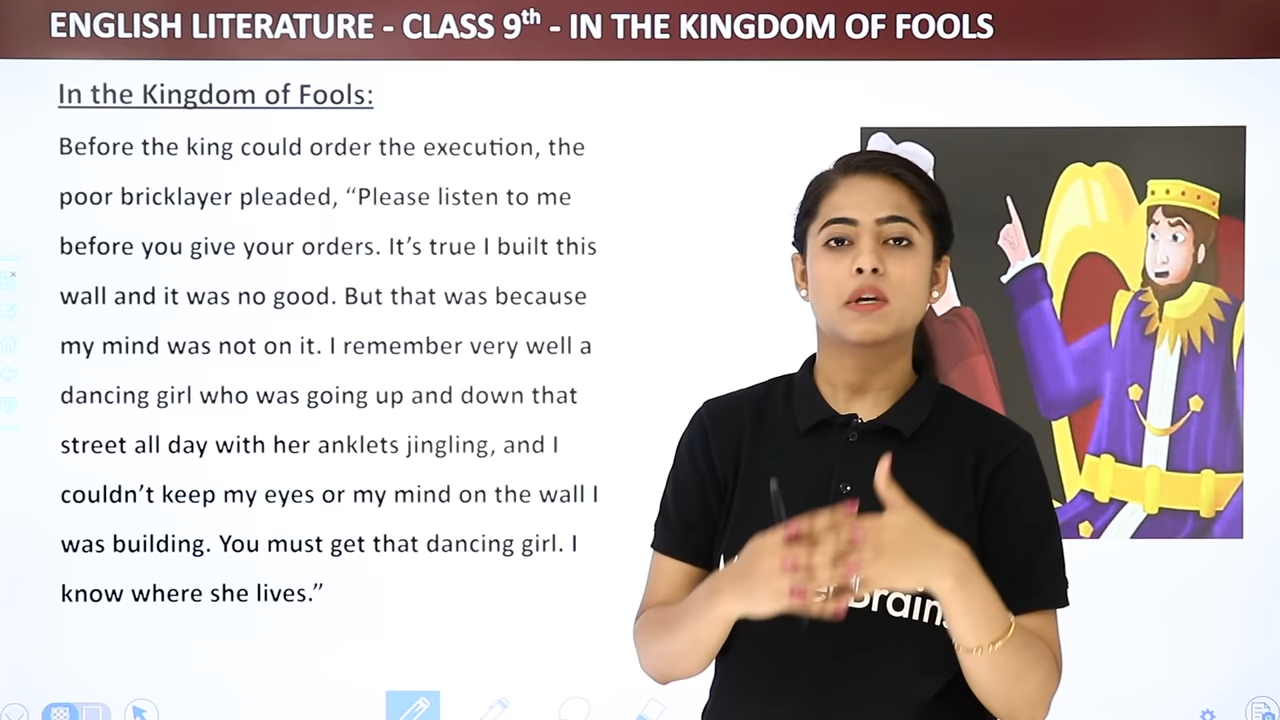 ENGLISH LITERATURE - CLASS 9th - IN THE KINGDOM OF FOOLS
In the Kingdom of Fools:
Before the king could order the execution, the
poor bricklayer pleaded, “Please listen to me
before you give your orders. It’s true I built this
wall and it was no good. But that was because
my mind was not on it. I remember very well a
dancing girl who was going up and down that
street all day with her anklets jingling, and I
couldn’t keep my eyes or my mind on the wall I
was building. You must get that dancing girl. I
know where she lives.”